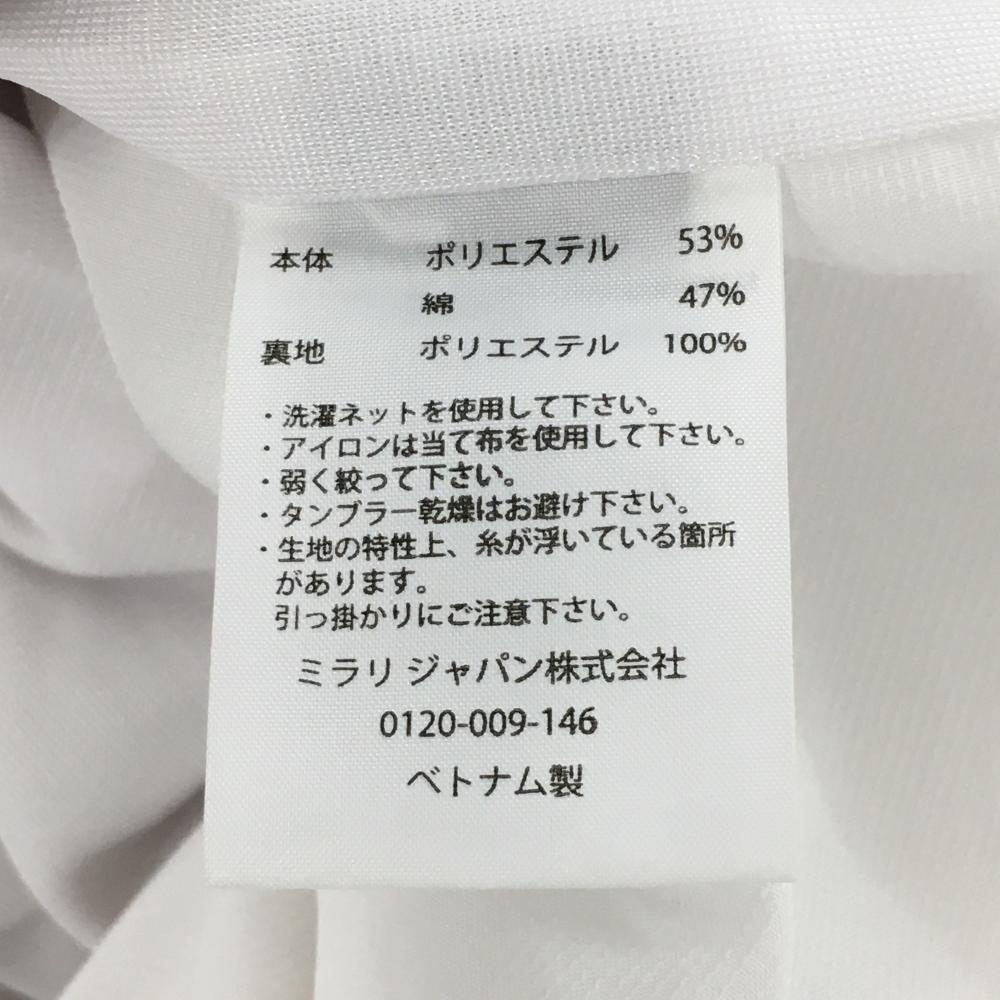 本体 ポリエステル 53%
綿 47%
裏地 ポリエステル 100%
・洗濯ネットを使用して下さい。
・アイロンは当て布を使用して下さい。
・弱く絞って下さい。
・タンブラー乾燥はお避け下さい。
・生地の特性上、糸が浮いている箇所
があります。
引っ掛かりにご注意下さい。
ミラリ ジャパン株式会社
0120-009-146
ベトナム製